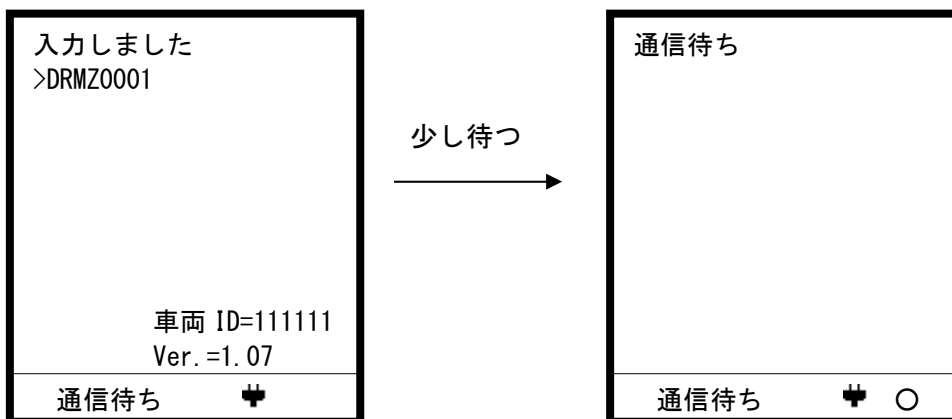 入力しました
>DRMZ0001
車両 ID=111111
Ver.=1.07
通信待ち
少し待つ
通信待ち
通信待ち ○